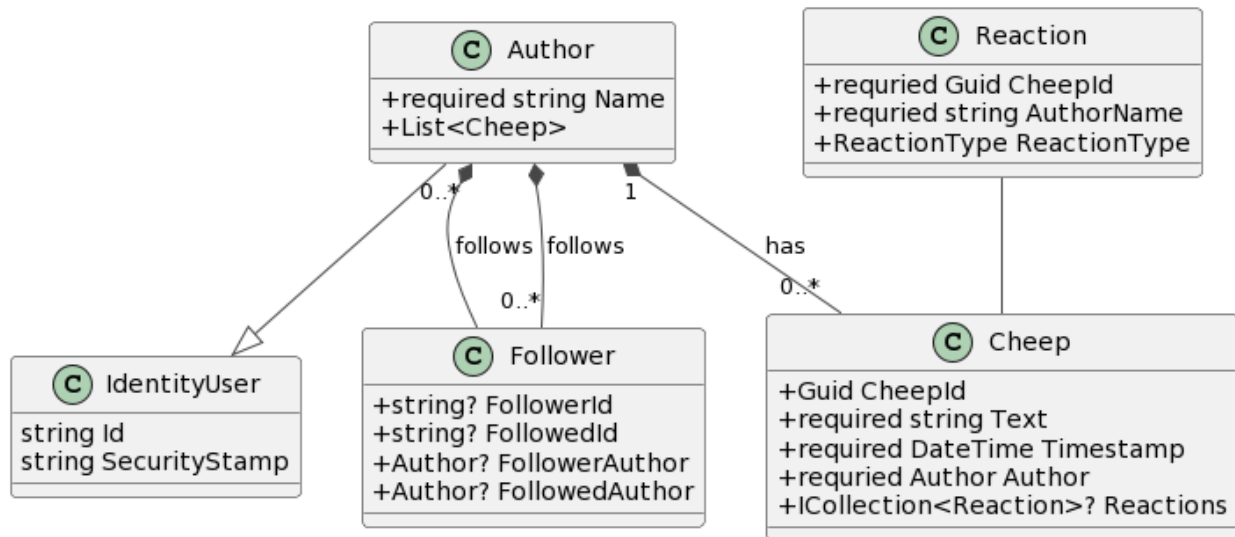 C Author
+required string Name
+List<Cheep>
C Reaction
+requried Guid CheepId
+requried string AuthorName
+ReactionType ReactionType
0..*
1
follows
follows
has
0..*
0..*
C IdentityUser
string Id
string SecurityStamp
C Follower
+string? FollowerId
+string? FollowedId
+Author? FollowerAuthor
+Author? FollowedAuthor
C Cheep
+Guid CheepId
+required string Text
+required DateTime Timestamp
+requried Author Author
+ICollection<Reaction>? Reactions